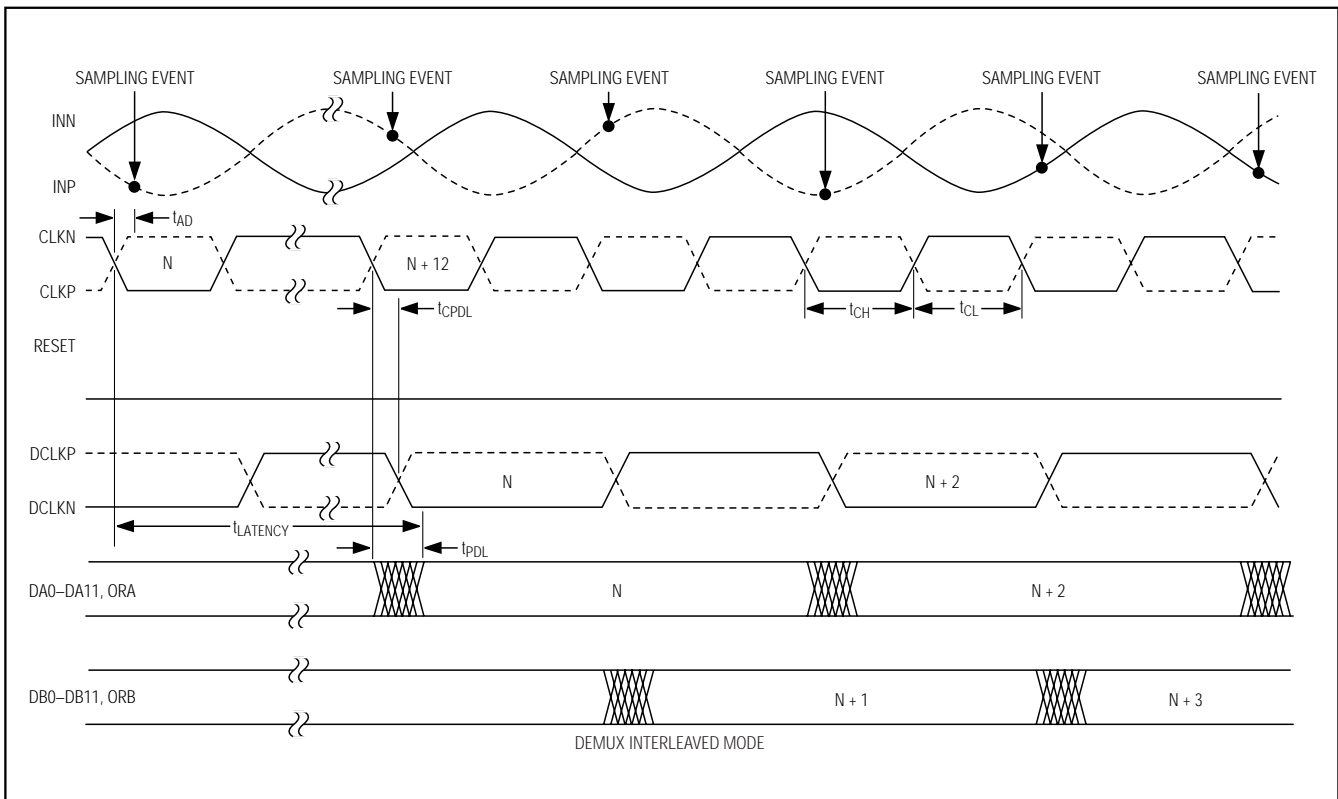 SAMPLING EVENT SAMPLING EVENT SAMPLING EVENT SAMPLING EVENT SAMPLING EVENT SAMPLING EVENT
INN
INP
tAD
CLKN
N N + 12
CLKP
tCPDL tCH tCL
RESET
DCLKP
N N + 2
DCLKN
tLATENCY
tPDL
DA0–DA11, ORA N N + 2
DB0–DB11, ORB N + 1 N + 3
DEMUX INTERLEAVED MODE